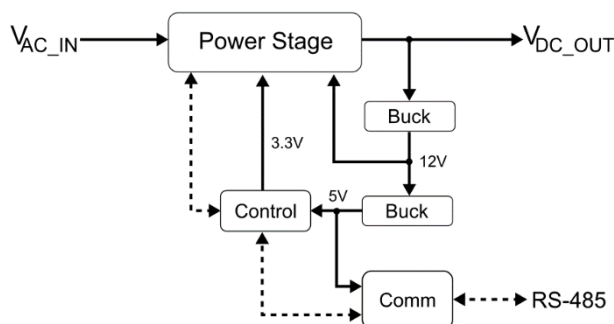 VAC_IN
Power Stage
VDC_OUT
Buck
3.3V
12V
5V
Control
Buck
Comm
RS-485